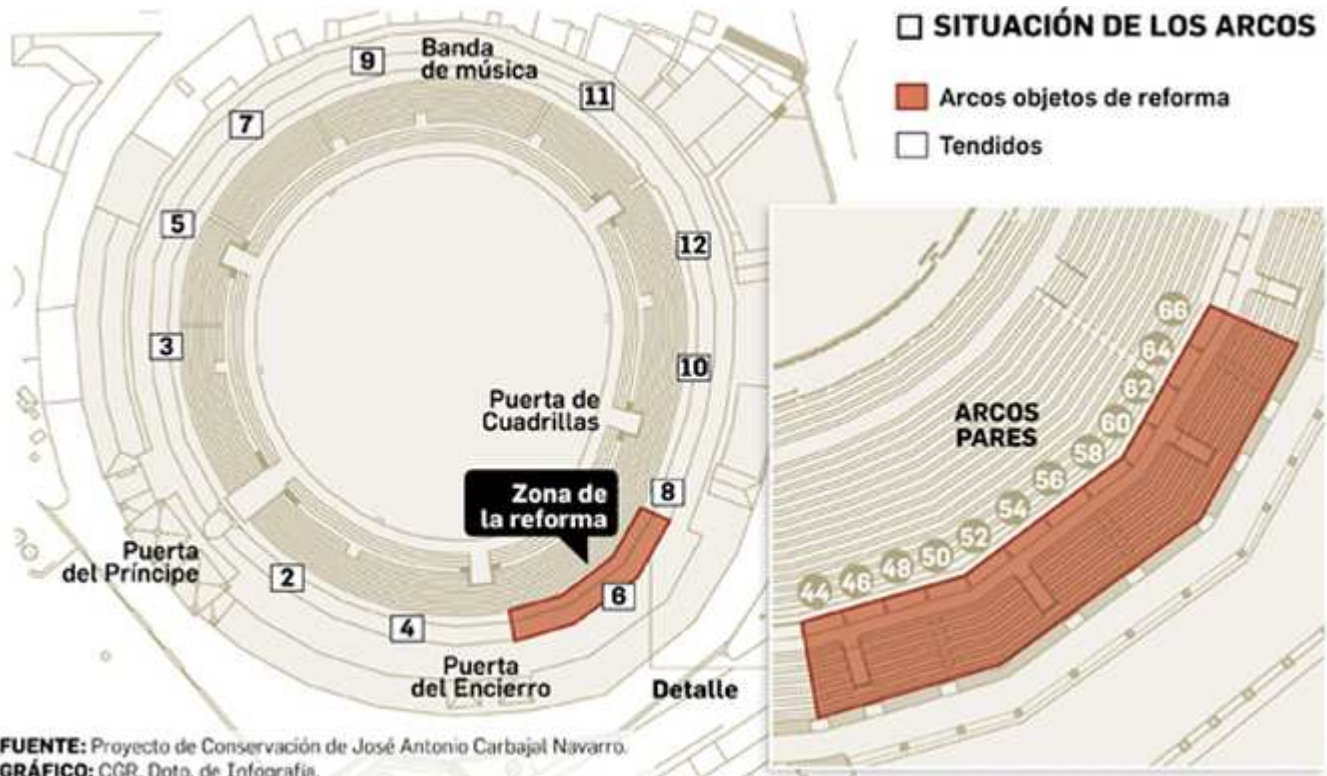 SITUACIÓN DE LOS ARCOS
Arcos objetos de reforma
Tendidos
9
Banda
de música
11
7
5
12
3
10
Puerta de
Cuadrillas
8
Zona de
la reforma
Puerta
del Príncipe
2
6
4
Puerta
del Encierro
Detalle
ARCOS
PARES
66
64
62
60
58
56
54
52
50
48
46
44
FUENTE: Proyecto de Conservación de José Antonio Carbajal Navarro.
GRÁFICO: CGR. Dpto. de Infografía.